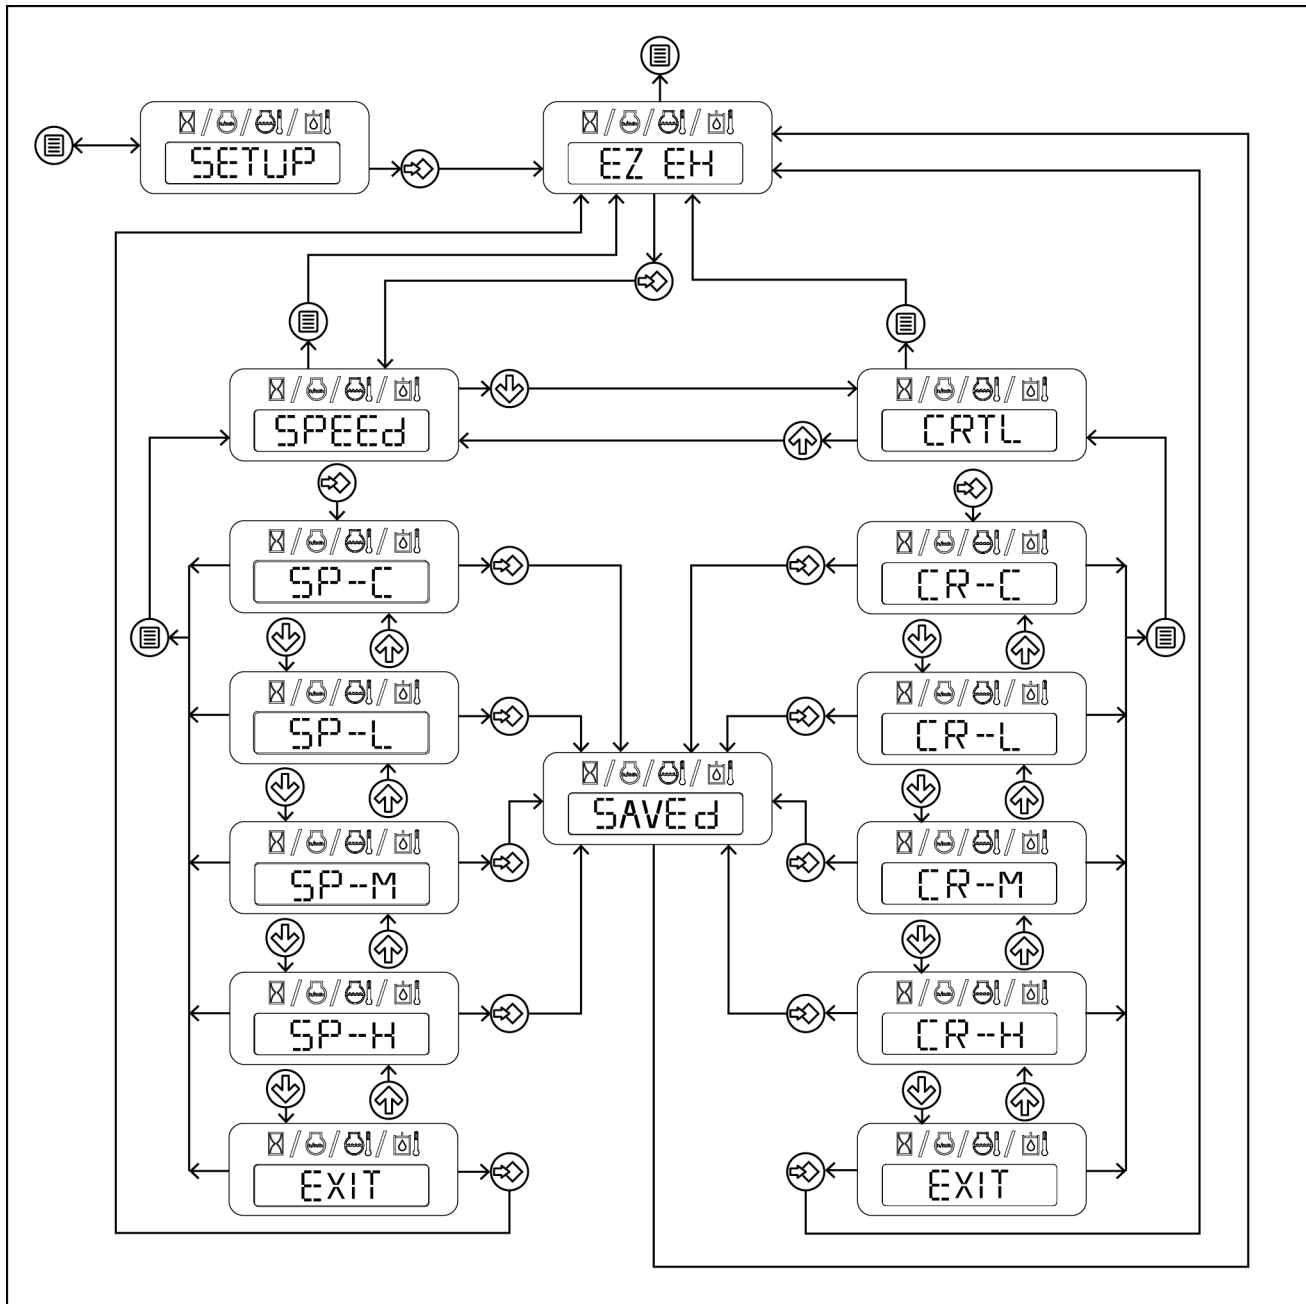 SETUP
EZ EH
SPEEd
CRTL
SP-C
CR-C
SP-L
CR-L
SAVEd
SP-M
CR-M
SP-H
CR-H
EXIT
EXIT